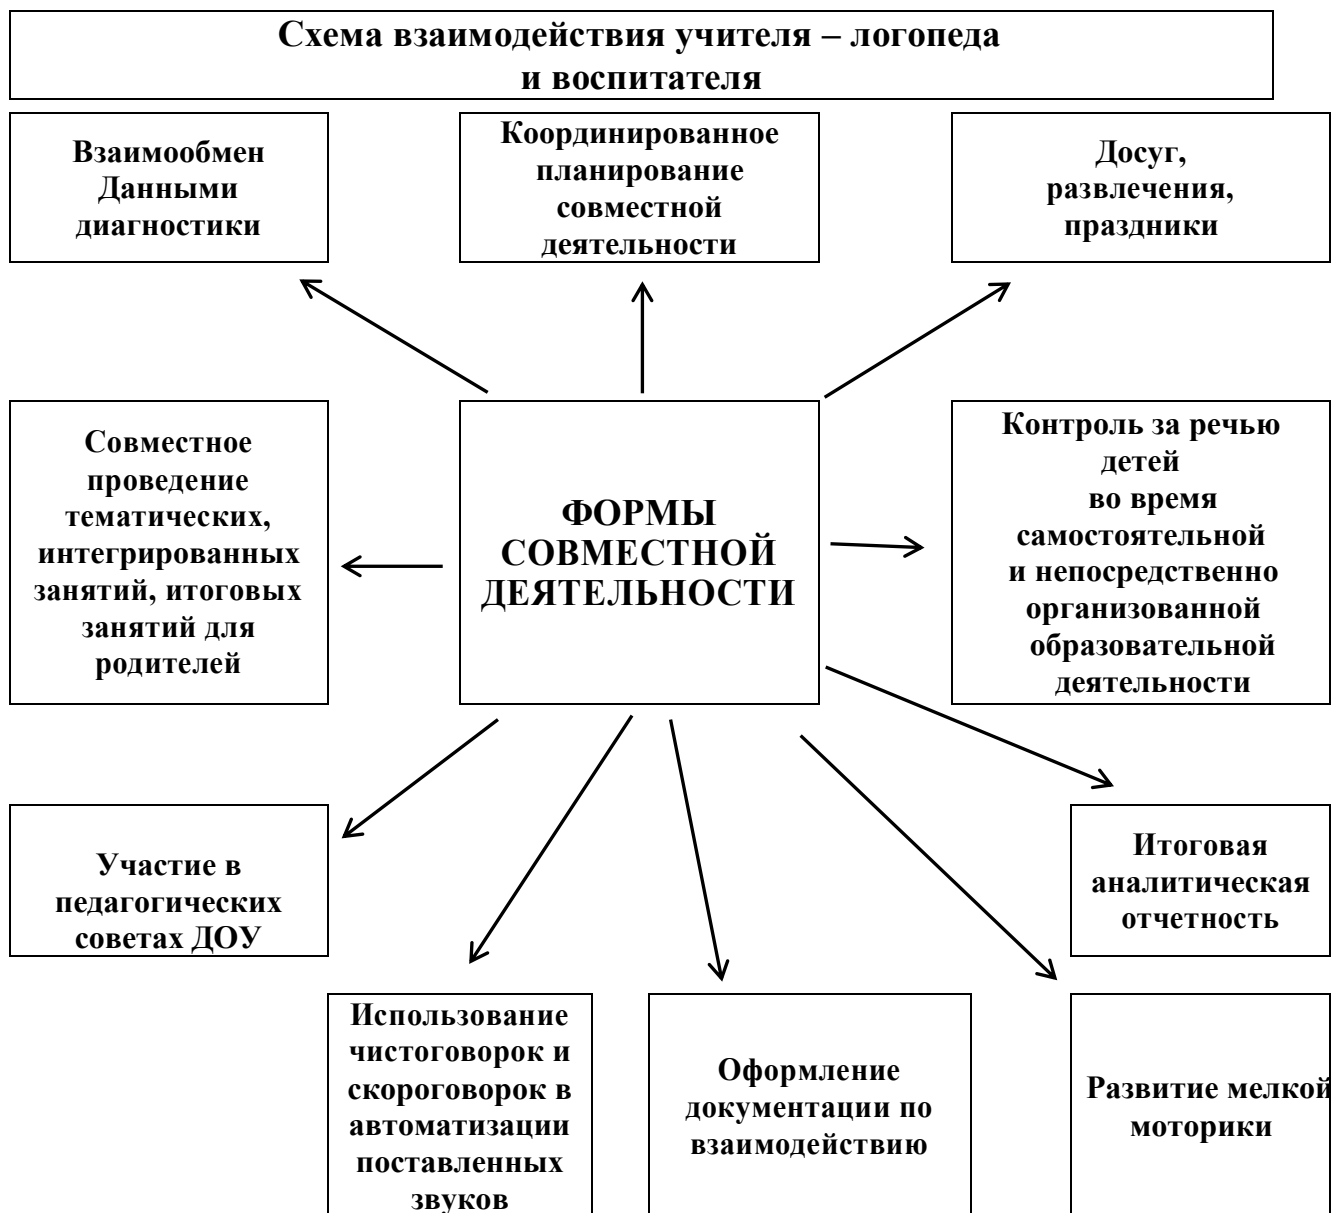 Схема взаимодействия учителя – логопеда
и воспитателя
Взаимообмен
Данными
диагностики
Координированное
планирование
совместной
деятельности
Досуг,
развлечения,
праздники
Совместное
проведение
тематических,
интегрированных
занятий, итоговых
занятий для
родителей
ФОРМЫ
СОВМЕСТНОЙ
ДЕЯТЕЛЬНОСТИ
Контроль за речью
детей
во время
самостоятельной
и непосредственно
организованной
образовательной
деятельности
Участие в
педагогических
советах ДОУ
Итоговая
аналитическая
отчетность
Использование
чистоговорок и
скороговорок в
автоматизации
поставленных
звуков
Оформление
документации по
взаимодействию
Развитие мелкой
моторики